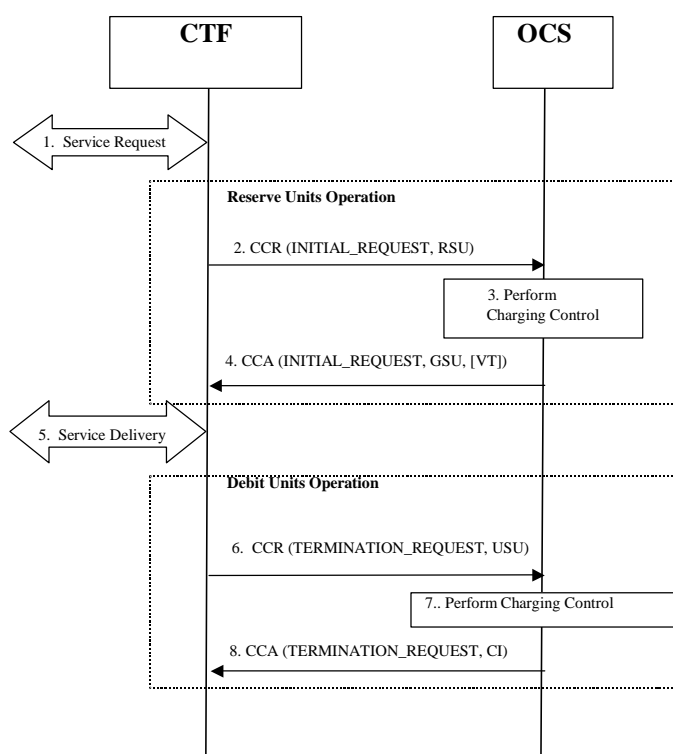 CTF
OCS
1. Service Request
Reserve Units Operation
2. CCR (INITIAL_REQUEST, RSU)
3. Perform
Charging Control
4. CCA (INITIAL_REQUEST, GSU, [VT])
5. Service Delivery
Debit Units Operation
6. CCR (TERMINATION_REQUEST, USU)
7.. Perform Charging Control
8. CCA (TERMINATION_REQUEST, CI)